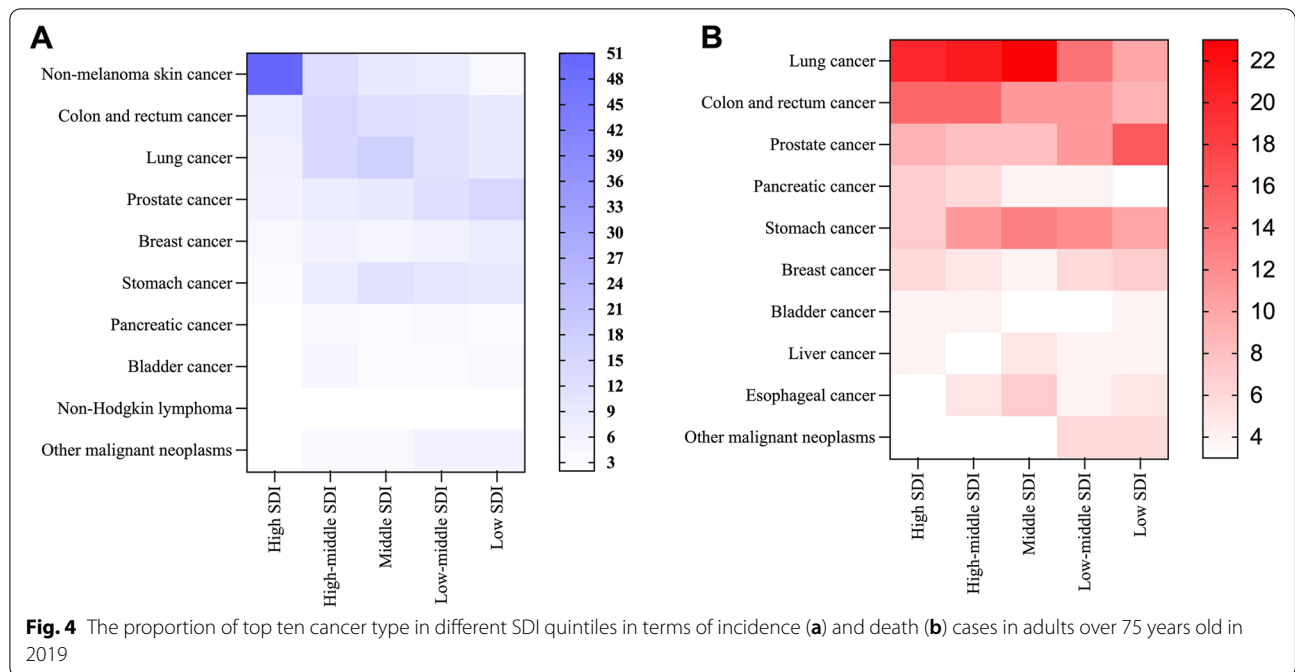 A
Non-melanoma skin cancer
Colon and rectum cancer
Lung cancer
Prostate cancer
Breast cancer
Stomach cancer
Pancreatic cancer
Bladder cancer
Non-Hodgkin lymphoma
Other malignant neoplasms
High SDI
High-middle SDI
Middle SDI
Low-middle SDI
Low SDI
51
48
45
42
39
36
33
30
27
24
21
18
15
12
9
6
3
B
Lung cancer
Colon and rectum cancer
Prostate cancer
Pancreatic cancer
Stomach cancer
Breast cancer
Bladder cancer
Liver cancer
Esophageal cancer
Other malignant neoplasms
High SDI
High-middle SDI
Middle SDI
Low-middle SDI
Low SDI
22
20
18
16
14
12
10
8
6
4
Fig. 4 The proportion of top ten cancer type in different SDI quintiles in terms of incidence (a) and death (b) cases in adults over 75 years old in
2019